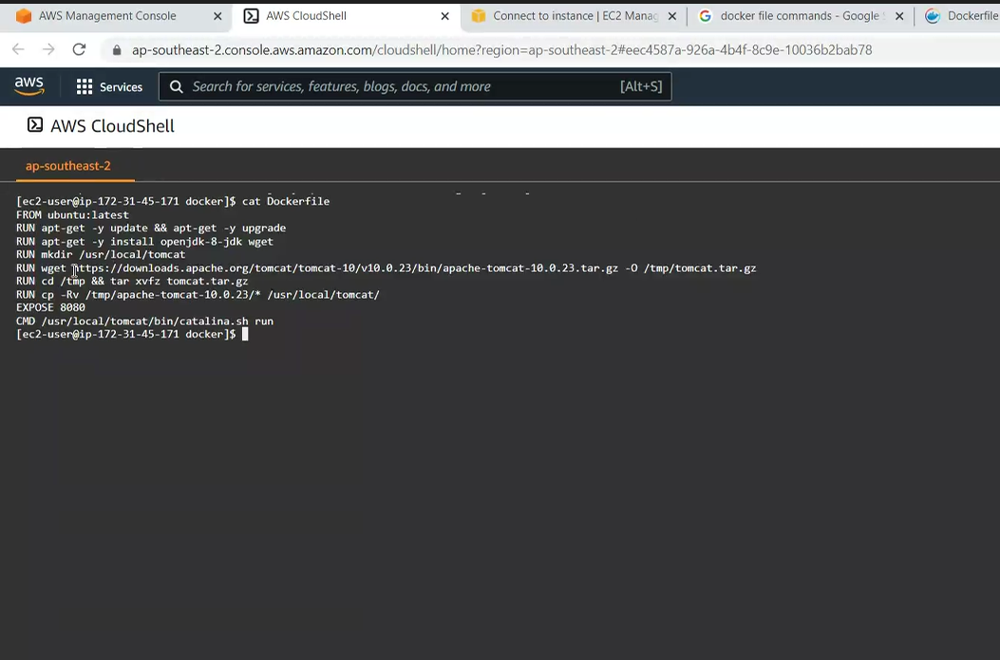 AWS Management Console
AWS CloudShell
Connect to instance | EC2 Manag
docker file commands - Google S
Dockerfile
ap-southeast-2.console.aws.amazon.com/cloudshell/home?region=ap-southeast-2#eec4587a-926a-4b4f-8c9e-10036b2bab78
aws
Services
Search for services, features, blogs, docs, and more
[Alt+S]
AWS CloudShell
ap-southeast-2
[ec2-user@ip-172-31-45-171 docker]$ cat Dockerfile
FROM ubuntu:latest
RUN apt-get -y update && apt-get -y upgrade
RUN apt-get -y install openjdk-8-jdk wget
RUN mkdir /usr/local/tomcat
RUN wget https://downloads.apache.org/tomcat/tomcat-10/v10.0.23/bin/apache-tomcat-10.0.23.tar.gz -O /tmp/tomcat.tar.gz
RUN cd /tmp && tar xvfz tomcat.tar.gz
RUN cp -Rv /tmp/apache-tomcat-10.0.23/* /usr/local/tomcat/
EXPOSE 8080
CMD /usr/local/tomcat/bin/catalina.sh run
[ec2-user@ip-172-31-45-171 docker]$